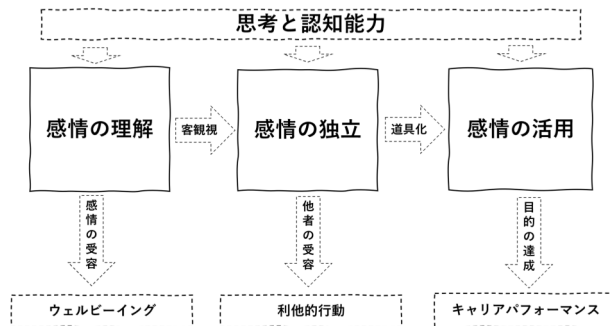 思考と認知能力
感情の理解
客観視
感情の独立
道具化
感情の活用
感情の受容
他者の受容
目的の達成
ウェルビーイング
利他的行動
キャリアパフォーマンス